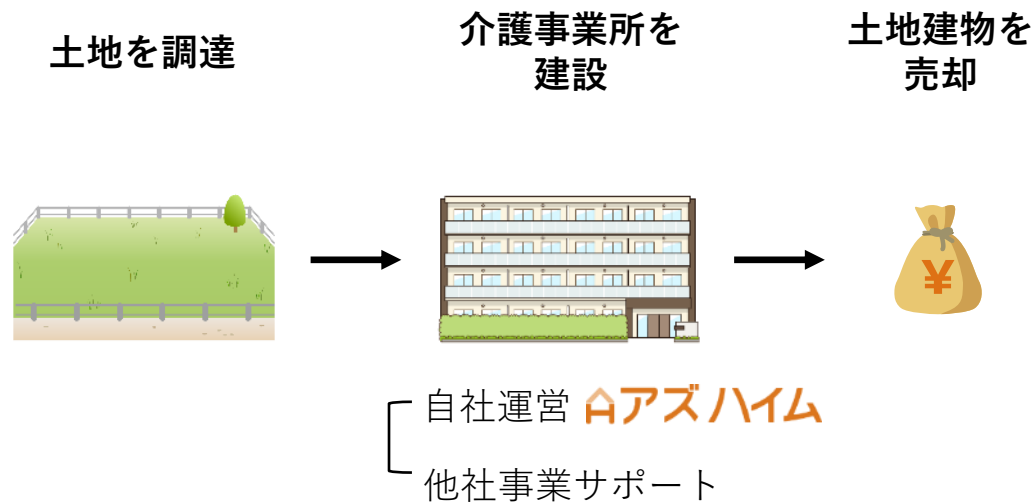 土地を調達
介護事業所を
建設
土地建物を
売却
¥
自社運営 アズハイム
他社事業サポート